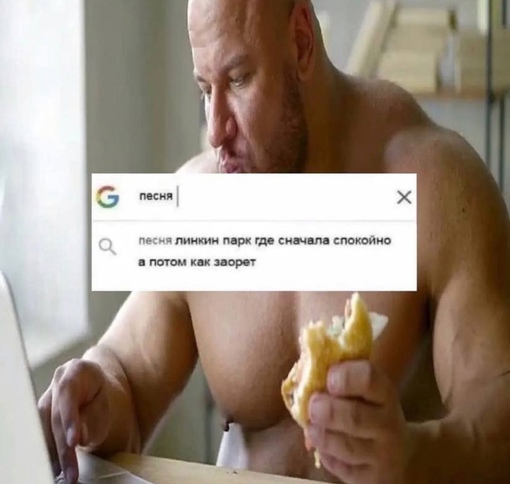 песня
песня линкин парк где сначала спокойно
а потом как заорет